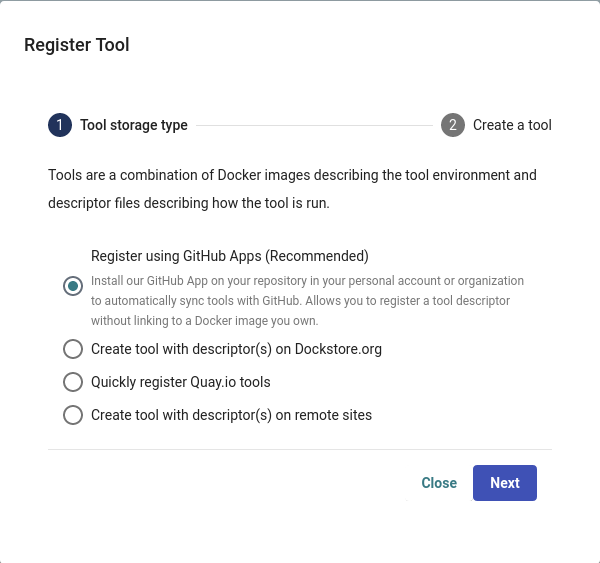 Register Tool
1 Tool storage type 2 Create a tool
Tools are a combination of Docker images describing the tool environment and
descriptor files describing how the tool is run.
Register using GitHub Apps (Recommended)
Install our GitHub App on your repository in your personal account or organization
to automatically sync tools with GitHub. Allows you to register a tool descriptor
without linking to a Docker image you own.
Create tool with descriptor(s) on Dockstore.org
Quickly register Quay.io tools
Create tool with descriptor(s) on remote sites
Close Next